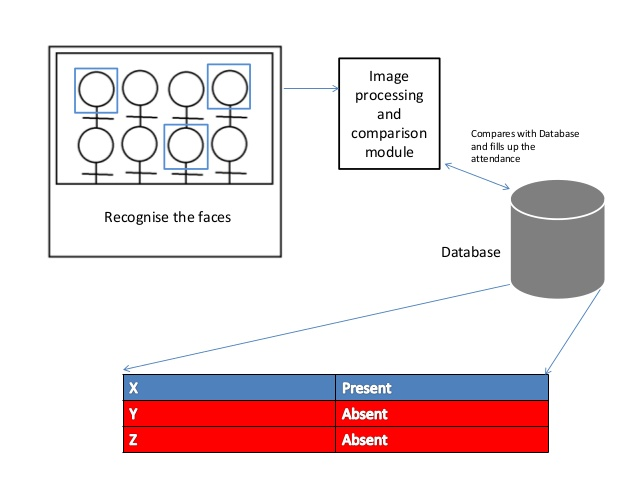 Image
processing
and
comparison
module
Compares with Database
and fills up the
attendance
Recognise the faces
Database
X Present
Y Absent
Z Absent